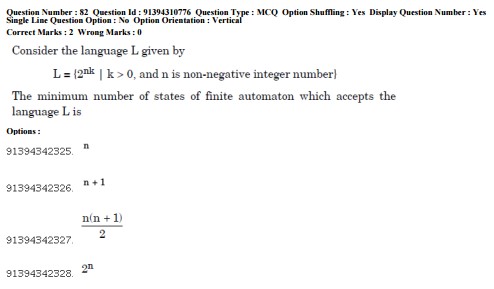 Question Number : 82 Question Id : 91394310776 Question Type : MCQ Option Shuffling : Yes Display Question Number : Yes
Single Line Question Option : No Option Orientation : Vertical
Correct Marks : 2 Wrong Marks : 0
Consider the language L given by
L = {2^{nk} | k > 0, and n is non-negative integer number}
The minimum number of states of finite automaton which accepts the
language L is
Options :
91394342325. n
91394342326. n + 1
91394342327. n(n + 1) / 2
91394342328. 2^n